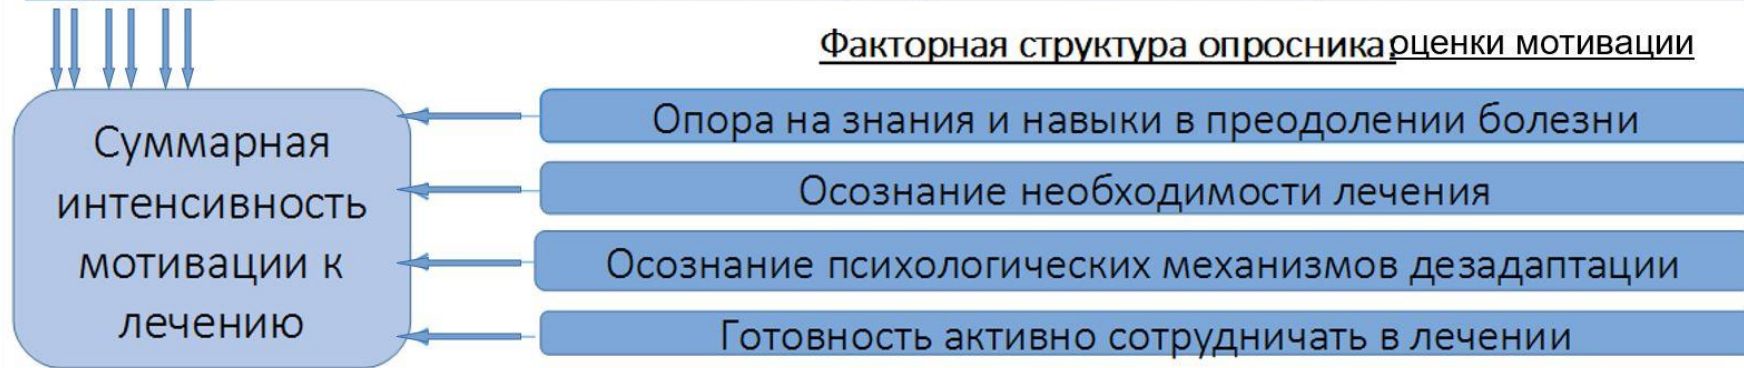 Факторная структура опросника:оценки мотивации
Суммарная
интенсивность
мотивации к
лечению
Опора на знания и навыки в преодолении болезни
Осознание необходимости лечения
Осознание психологических механизмов дезадаптации
Готовность активно сотрудничать в лечении